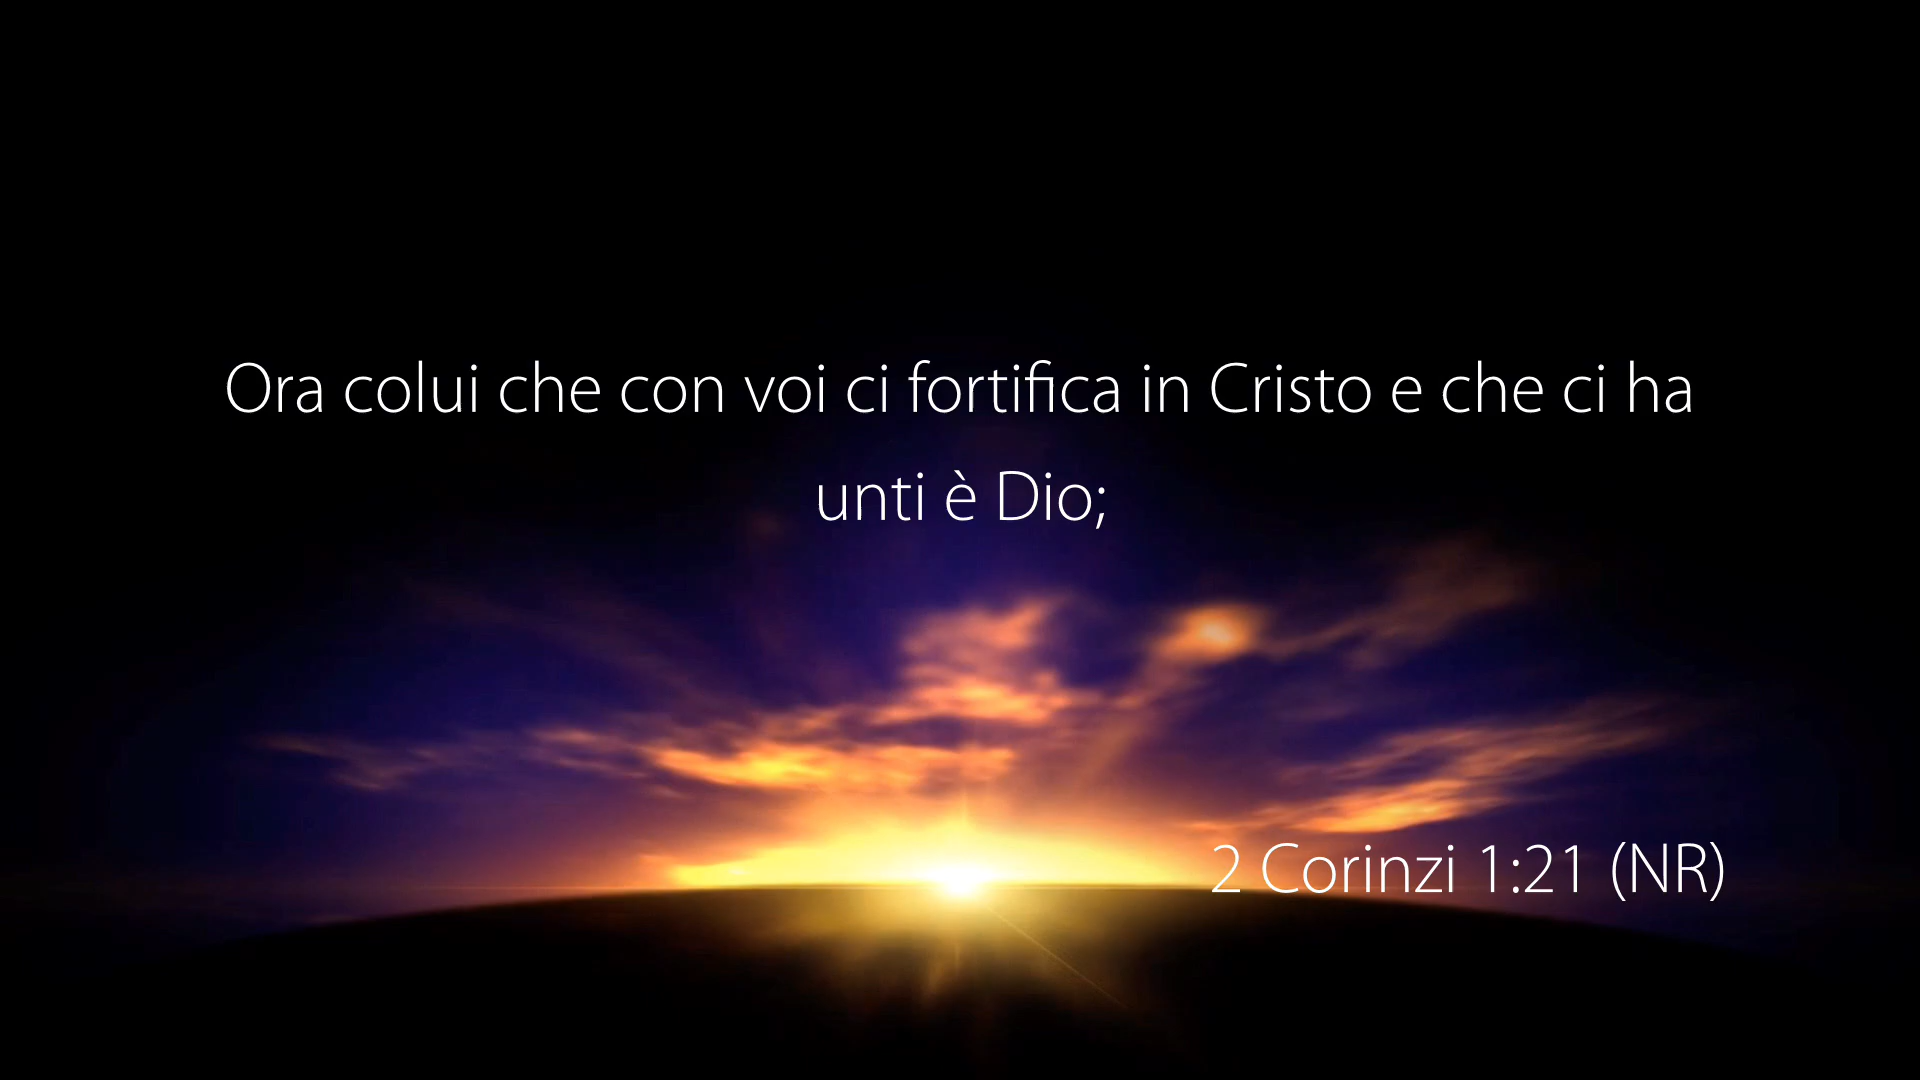 Ora colui che con voi ci fortifica in Cristo e che ci ha
unti è Dio;
2 Corinzi 1:21 (NR)